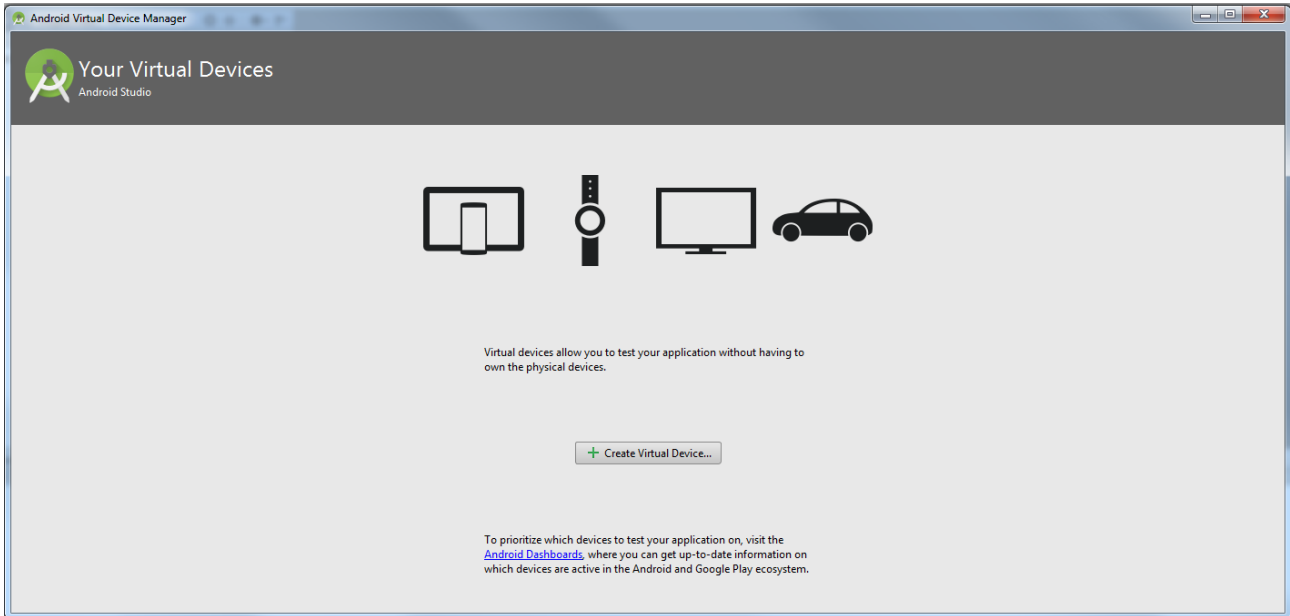 Android Virtual Device Manager
Your Virtual Devices
Android Studio
Virtual devices allow you to test your application without having to
own the physical devices.
Create Virtual Device...
To prioritize which devices to test your application on, visit the
Android Dashboards, where you can get up-to-date information on
which devices are active in the Android and Google Play ecosystem.